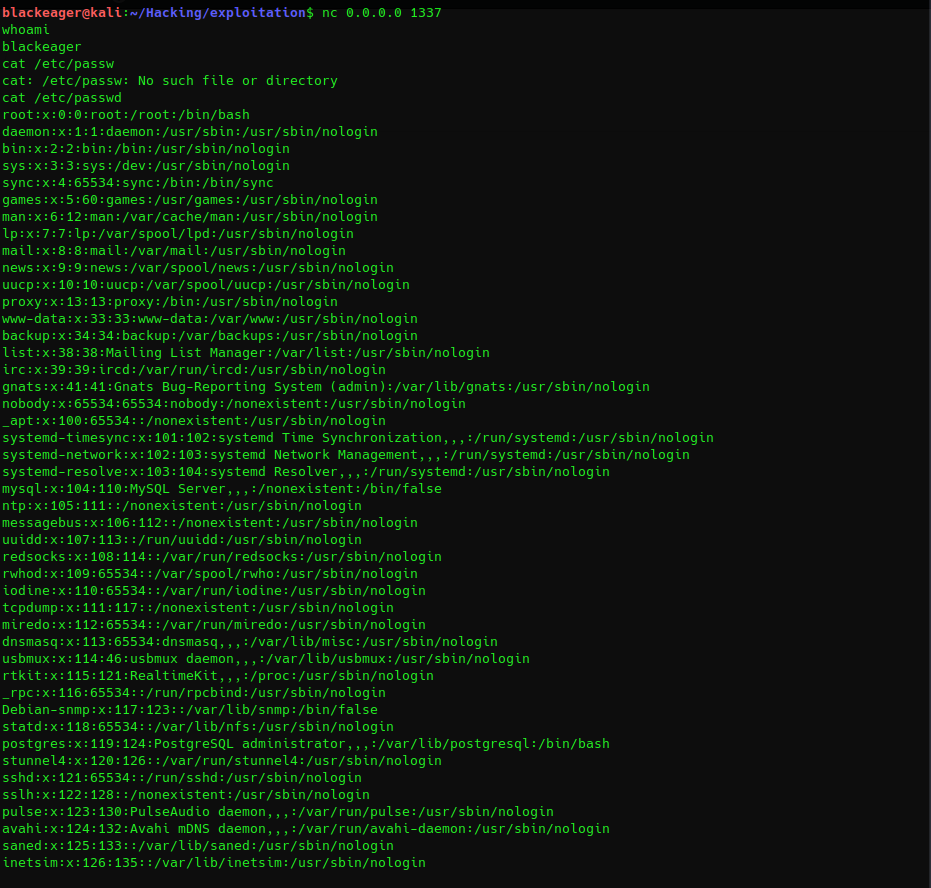 blackeager@kali:~/Hacking/exploitation$ nc 0.0.0.0 1337
whoami
blackeager
cat /etc/passw
cat: /etc/passw: No such file or directory
cat /etc/passwd
root:x:0:0:root:/root:/bin/bash
daemon:x:1:1:daemon:/usr/sbin:/usr/sbin/nologin
bin:x:2:2:bin:/bin:/usr/sbin/nologin
sys:x:3:3:sys:/dev:/usr/sbin/nologin
sync:x:4:65534:sync:/bin:/bin/sync
games:x:5:60:games:/usr/games:/usr/sbin/nologin
man:x:6:12:man:/var/cache/man:/usr/sbin/nologin
lp:x:7:7:lp:/var/spool/lpd:/usr/sbin/nologin
mail:x:8:8:mail:/var/mail:/usr/sbin/nologin
news:x:9:9:news:/var/spool/news:/usr/sbin/nologin
uucp:x:10:10:uucp:/var/spool/uucp:/usr/sbin/nologin
proxy:x:13:13:proxy:/bin:/usr/sbin/nologin
www-data:x:33:33:www-data:/var/www:/usr/sbin/nologin
backup:x:34:34:backup:/var/backups:/usr/sbin/nologin
list:x:38:38:Mailing List Manager:/var/list:/usr/sbin/nologin
irc:x:39:39:ircd:/var/run/ircd:/usr/sbin/nologin
gnats:x:41:41:Gnats Bug-Reporting System (admin):/var/lib/gnats:/usr/sbin/nologin
nobody:x:65534:65534:nobody:/nonexistent:/usr/sbin/nologin
_apt:x:100:65534::/nonexistent:/usr/sbin/nologin
systemd-timesync:x:101:102:systemd Time Synchronization,,,:/run/systemd:/usr/sbin/nologin
systemd-network:x:102:103:systemd Network Management,,,:/run/systemd:/usr/sbin/nologin
systemd-resolve:x:103:104:systemd Resolver,,,:/run/systemd:/usr/sbin/nologin
mysql:x:104:110:MySQL Server,,,:/nonexistent:/bin/false
ntp:x:105:111::/nonexistent:/usr/sbin/nologin
messagebus:x:106:112::/nonexistent:/usr/sbin/nologin
uuidd:x:107:113::/run/uuidd:/usr/sbin/nologin
redsocks:x:108:114::/var/run/redsocks:/usr/sbin/nologin
rwhod:x:109:65534::/var/spool/rwho:/usr/sbin/nologin
iodine:x:110:65534::/var/run/iodine:/usr/sbin/nologin
tcpdump:x:111:117::/nonexistent:/usr/sbin/nologin
miredo:x:112:65534::/var/run/miredo:/usr/sbin/nologin
dnsmasq:x:113:65534:dnsmasq,,,:/var/lib/misc:/usr/sbin/nologin
usbmux:x:114:46:usbmux daemon,,,:/var/lib/usbmux:/usr/sbin/nologin
rtkit:x:115:121:RealtimeKit,,,:/proc:/usr/sbin/nologin
_rpc:x:116:65534::/run/rpcbind:/usr/sbin/nologin
Debian-snmp:x:117:123::/var/lib/snmp:/bin/false
statd:x:118:65534::/var/lib/nfs:/usr/sbin/nologin
postgres:x:119:124:PostgreSQL administrator,,,:/var/lib/postgresql:/bin/bash
stunnel4:x:120:126::/var/run/stunnel4:/usr/sbin/nologin
sshd:x:121:65534::/run/sshd:/usr/sbin/nologin
sslh:x:122:128::/nonexistent:/usr/sbin/nologin
pulse:x:123:130:PulseAudio daemon,,,:/var/run/pulse:/usr/sbin/nologin
avahi:x:124:132:Avahi mDNS daemon,,,:/var/run/avahi-daemon:/usr/sbin/nologin
saned:x:125:133::/var/lib/saned:/usr/sbin/nologin
inetsim:x:126:135::/var/lib/inetsim:/usr/sbin/nologin